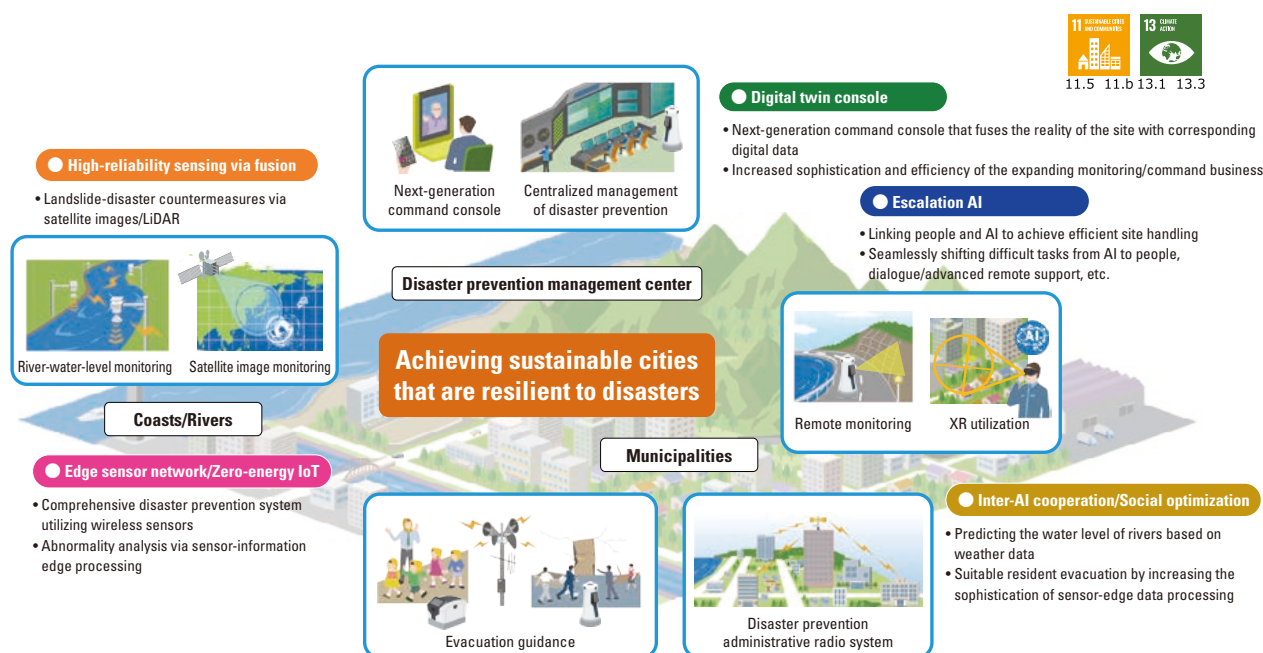 11 SUSTAINABLE CITIES
AND COMMUNITIES
13 CLIMATE
ACTION
11.5 11.b 13.1 13.3
Next-generation
command console
Centralized management
of disaster prevention
● Digital twin console
• Next-generation command console that fuses the reality of the site with corresponding
digital data
• Increased sophistication and efficiency of the expanding monitoring/command business
● High-reliability sensing via fusion
• Landslide-disaster countermeasures via
satellite images/LiDAR
River-water-level monitoring
Satellite image monitoring
● Escalation AI
• Linking people and AI to achieve efficient site handling
• Seamlessly shifting difficult tasks from AI to people,
dialogue/advanced remote support, etc.
Disaster prevention management center
Achieving sustainable cities
that are resilient to disasters
AI
Remote monitoring
XR utilization
Coasts/Rivers
Municipalities
● Edge sensor network/Zero-energy IoT
• Comprehensive disaster prevention system
utilizing wireless sensors
• Abnormality analysis via sensor-information
edge processing
Evacuation guidance
Disaster prevention
administrative radio system
● Inter-AI cooperation/Social optimization
• Predicting the water level of rivers based on
weather data
• Suitable resident evacuation by increasing the
sophistication of sensor-edge data processing